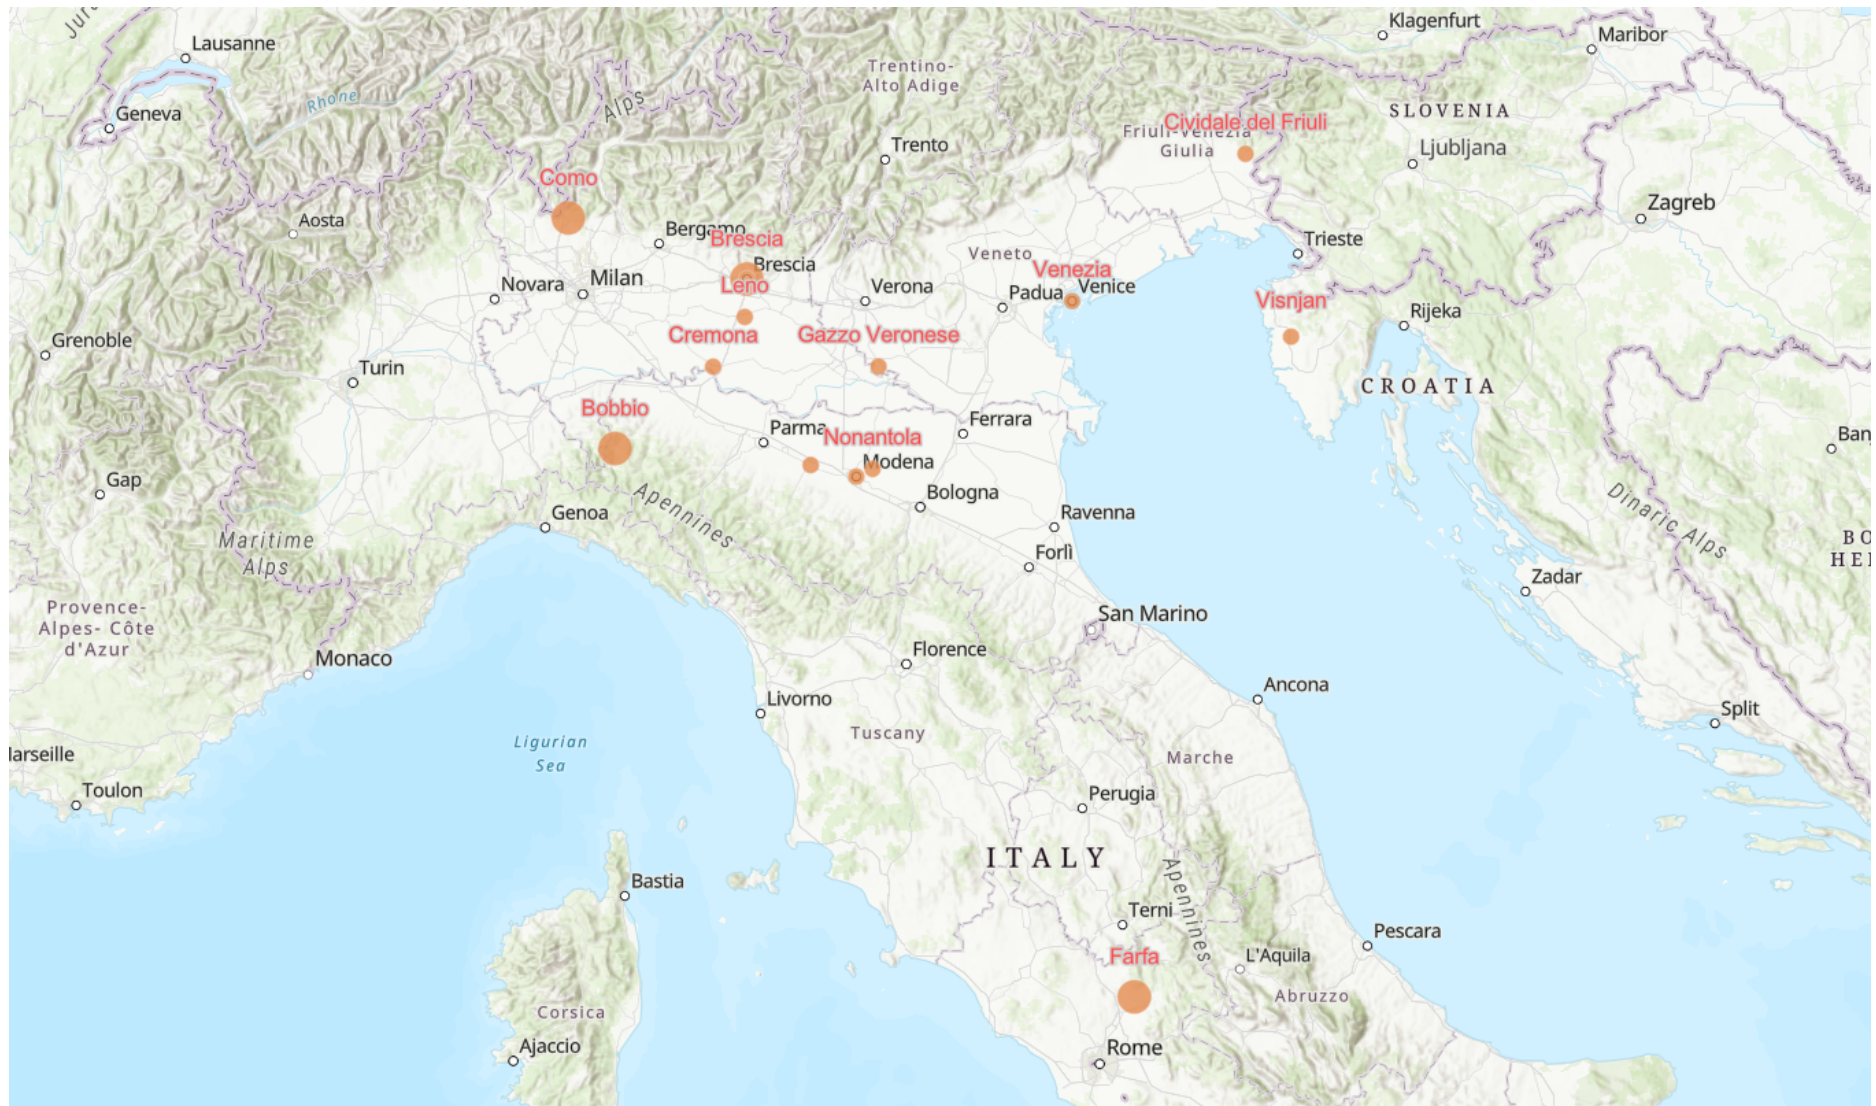 Jur
Lausanne
Geneva
Rhone
Alps
Trentino-
Alto Adige
Klagenfurt
Maribor
SLOVENIA
Cividale del Friuli
Friuli-Venezia
Giulia
Ljubljana
Trento
Como
Aosta
Bergamo
Brescia
Brescia
Zagreb
Trieste
Veneto
Venezia
Venice
Padua
Verona
Milan
Novara
Leno
Visnjan
Rijeka
Cremona
Gazzo Veronese
Grenoble
Turin
CROATIA
Bobbio
Parma
Nonantola
Modena
Ferrara
Ban
Gap
Apennines
Bologna
Genoa
Ravenna
Dinaric Alps
Maritime
Alps
Forlì
BO
HE
Zadar
Provence-
Alpes- Côte
d'Azur
San Marino
Monaco
Florence
Ancona
Livorno
Split
Tuscany
Ligurian
Sea
Marche
arseille
Toulon
Perugia
ITALY
Apennines
Bastia
Terni
Pescara
Farfa
L'Aquila
Abruzzo
Corsica
Ajaccio
Rome